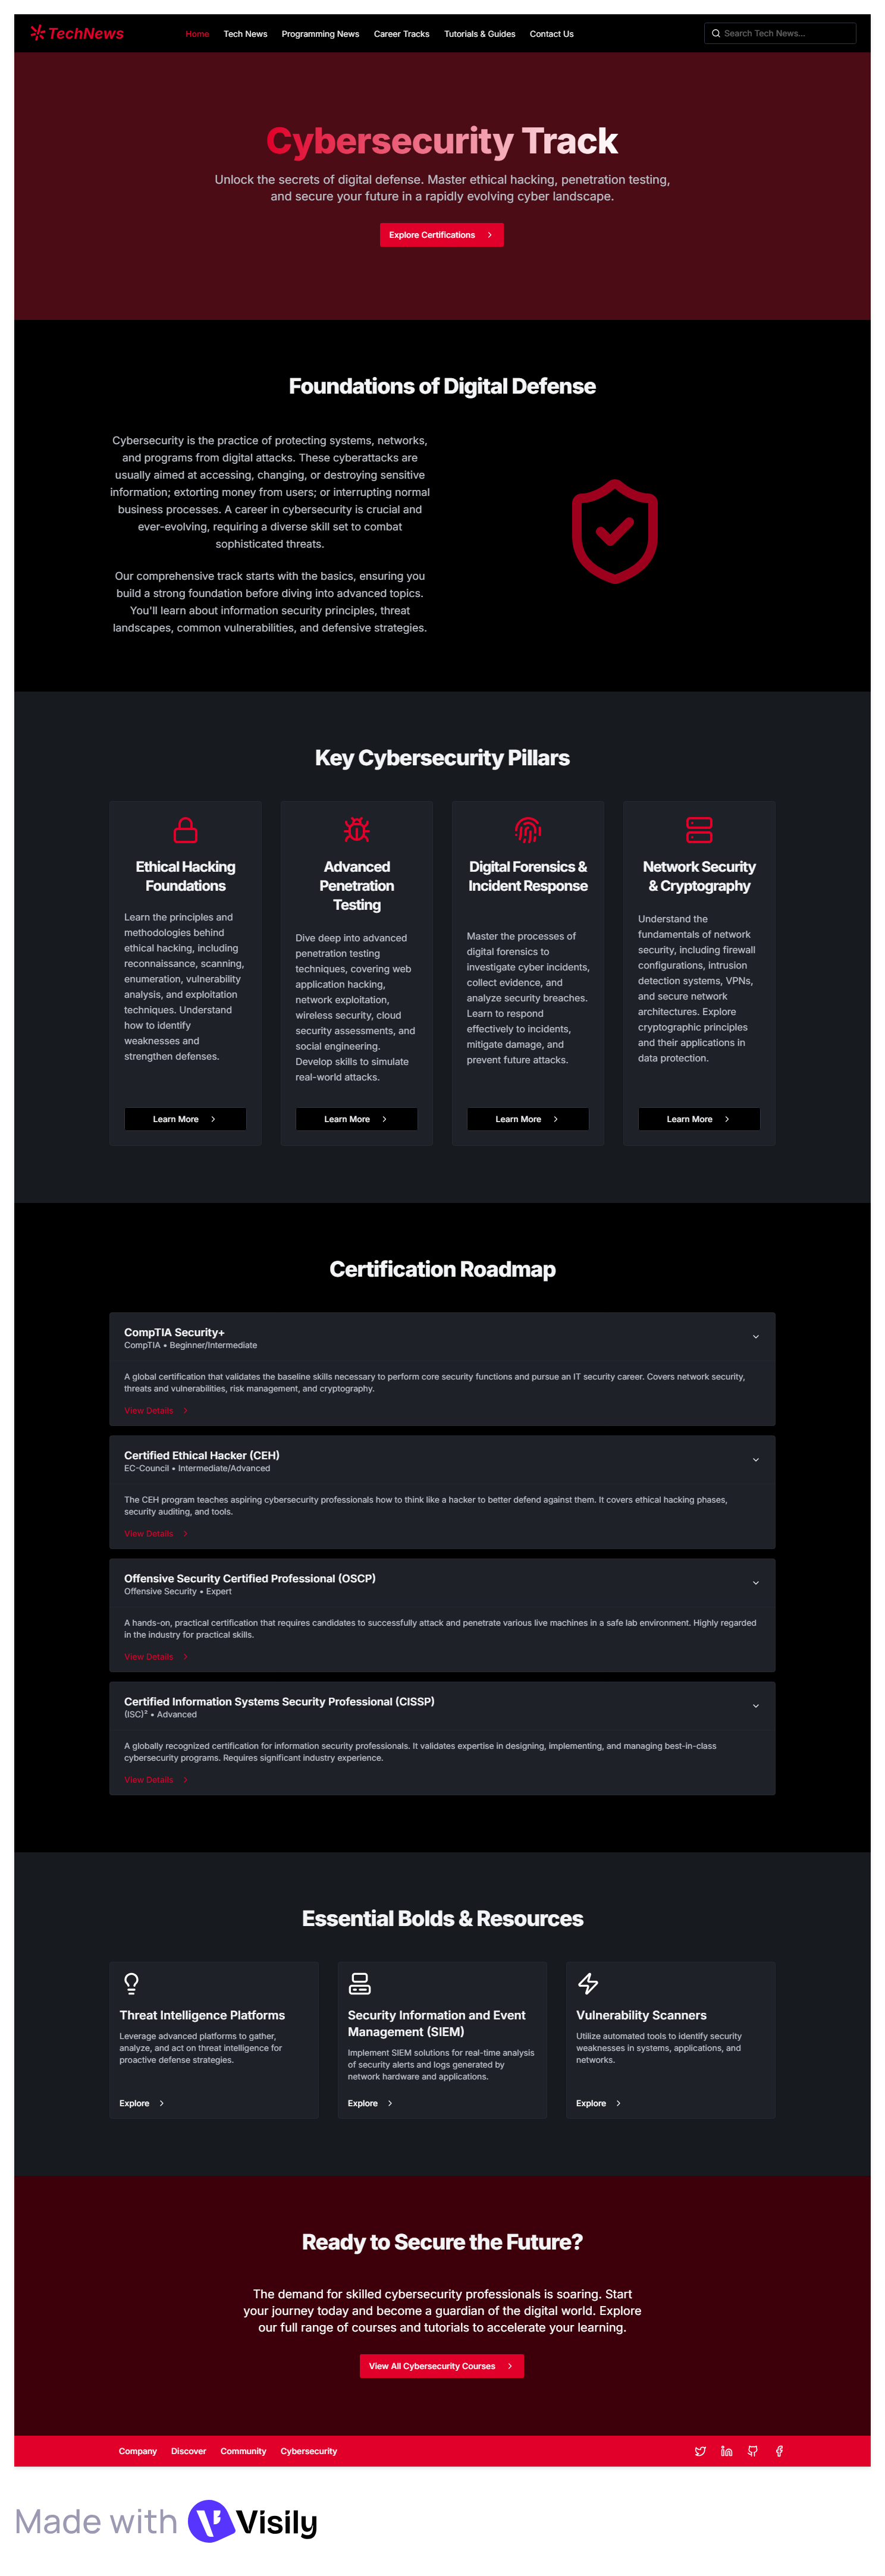 TechNews
Home
Tech News
Programming News
Career Tracks
Tutorials & Guides
Contact Us
Search Tech News...
Cybersecurity Track
Unlock the secrets of digital defense. Master ethical hacking, penetration testing,
and secure your future in a rapidly evolving cyber landscape.
Explore Certifications
Foundations of Digital Defense
Cybersecurity is the practice of protecting systems, networks,
and programs from digital attacks. These cyberattacks are
usually aimed at accessing, changing, or destroying sensitive
information; extorting money from users; or interrupting normal
business processes. A career in cybersecurity is crucial and
ever-evolving, requiring a diverse skill set to combat
sophisticated threats.
Our comprehensive track starts with the basics, ensuring you
build a strong foundation before diving into advanced topics.
You'll learn about information security principles, threat
landscapes, common vulnerabilities, and defensive strategies.
Key Cybersecurity Pillars
Ethical Hacking
Foundations
Learn the principles and
methodologies behind
ethical hacking, including
reconnaissance, scanning,
enumeration, vulnerability
analysis, and exploitation
techniques. Understand
how to identify
weaknesses and
strengthen defenses.
Learn More
Advanced
Penetration
Testing
Dive deep into advanced
penetration testing
techniques, covering web
application hacking,
network exploitation,
wireless security, cloud
security assessments, and
social engineering.
Develop skills to simulate
real-world attacks.
Learn More
Digital Forensics &
Incident Response
Master the processes of
digital forensics to
investigate cyber incidents,
collect evidence, and
analyze security breaches.
Learn to respond
effectively to incidents,
mitigate damage, and
prevent future attacks.
Learn More
Network Security
& Cryptography
Understand the
fundamentals of network
security, including firewall
configurations, intrusion
detection systems, VPNs,
and secure network
architectures. Explore
cryptographic principles
and their applications in
data protection.
Learn More
Certification Roadmap
CompTIA Security+
CompTIA • Beginner/Intermediate
A global certification that validates the baseline skills necessary to perform core security functions and pursue an IT security career. Covers network security,
threats and vulnerabilities, risk management, and cryptography.
View Details
Certified Ethical Hacker (CEH)
EC-Council • Intermediate/Advanced
The CEH program teaches aspiring cybersecurity professionals how to think like a hacker to better defend against them. It covers ethical hacking phases,
security auditing, and tools.
View Details
Offensive Security Certified Professional (OSCP)
Offensive Security • Expert
A hands-on, practical certification that requires candidates to successfully attack and penetrate various live machines in a safe lab environment. Highly regarded
in the industry for practical skills.
View Details
Certified Information Systems Security Professional (CISSP)
(ISC)² • Advanced
A globally recognized certification for information security professionals. It validates expertise in designing, implementing, and managing best-in-class
cybersecurity programs. Requires significant industry experience.
View Details
Essential Bolds & Resources
Threat Intelligence Platforms
Leverage advanced platforms to gather,
analyze, and act on threat intelligence for
proactive defense strategies.
Explore
Security Information and Event
Management (SIEM)
Implement SIEM solutions for real-time analysis
of security alerts and logs generated by
network hardware and applications.
Explore
Vulnerability Scanners
Utilize automated tools to identify security
weaknesses in systems, applications, and
networks.
Explore
Ready to Secure the Future?
The demand for skilled cybersecurity professionals is soaring. Start
your journey today and become a guardian of the digital world. Explore
our full range of courses and tutorials to accelerate your learning.
View All Cybersecurity Courses
Company
Discover
Community
Cybersecurity
Made with Visily